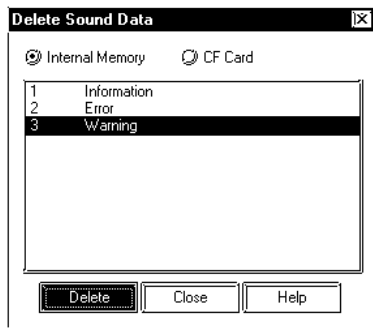 Delete Sound Data
Internal Memory CF Card
1 Information
2 Error
3 Warning
Delete Close Help